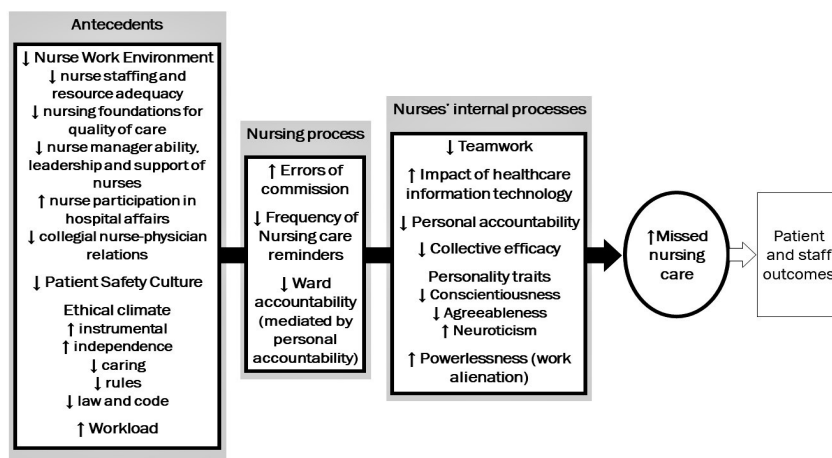 Antecedents
↓ Nurse Work Environment
↓ nurse staffing and
resource adequacy
↓ nursing foundations for
quality of care
↓ nurse manager ability,
leadership and support of
nurses
↑ nurse participation in
hospital affairs
↓ collegial nurse-physician
relations
↓ Patient Safety Culture
Ethical climate
↑ instrumental
↑ independence
↓ caring
↓ rules
↓ law and code
↑ Workload
Nursing process
↑ Errors of
commission
↓ Frequency of
Nursing care
reminders
↓ Ward
accountability
(mediated by
personal
accountability)
Nurses' internal processes
↓ Teamwork
↑ Impact of healthcare
information technology
↓ Personal accountability
↓ Collective efficacy
Personality traits
↓ Conscientiousness
↓ Agreeableness
↑ Neuroticism
↑ Powerlessness (work
alienation)
↑ Missed
nursing
care
Patient
and staff
outcomes